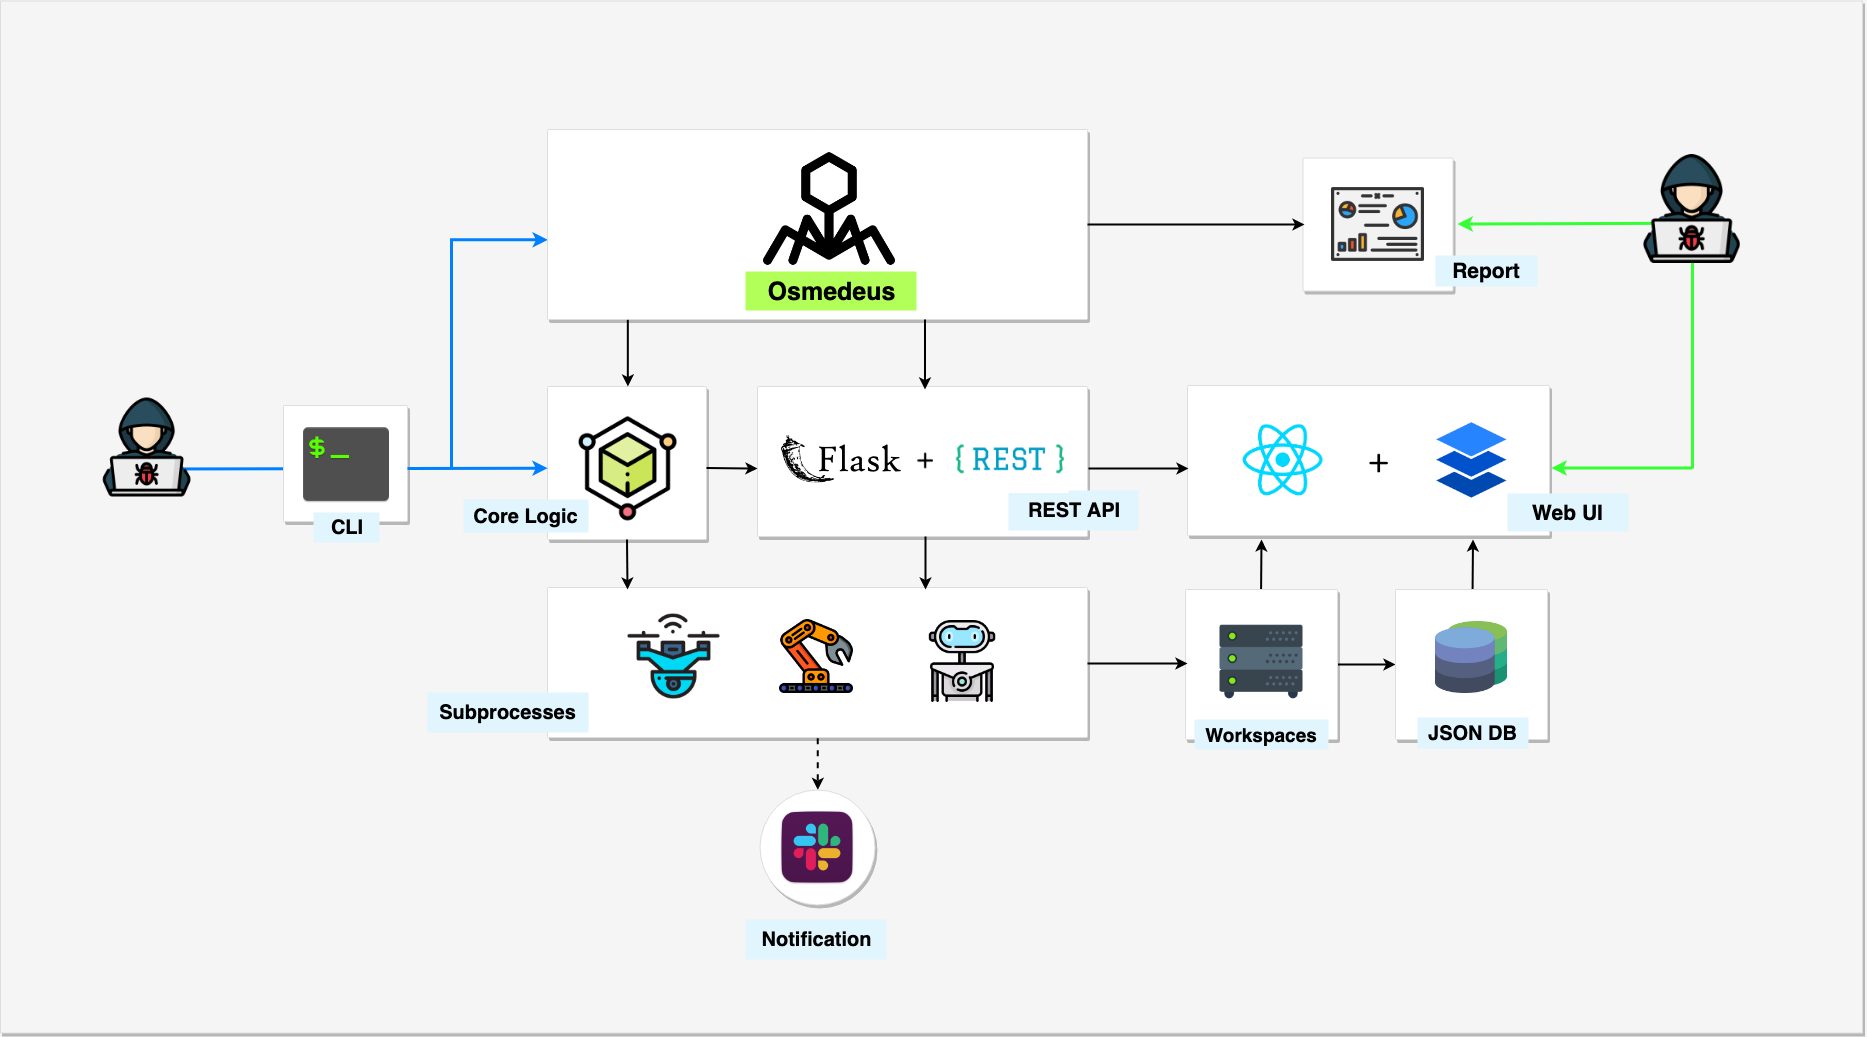 Osmedeus
Report
$ _
CLI
Core Logic
Flask + { REST }
REST API
+
Web UI
Subprocesses
Workspaces
JSON DB
Notification